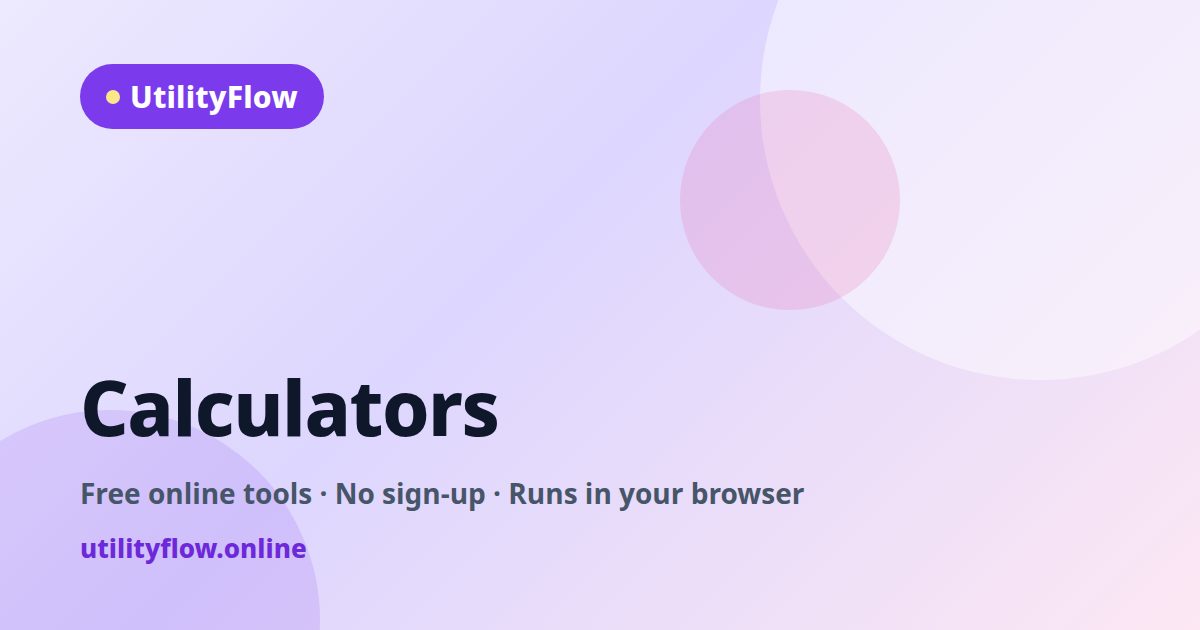 UtilityFlow
Calculators
Free online tools · No sign-up · Runs in your browser
utilityflow.online